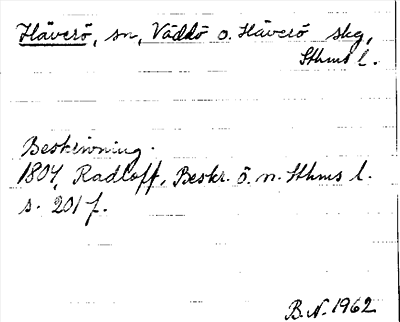 Häverö, sn, Väddö o. Häverö skg,
Sthms l.
Beskrivning.
1804, Radloff, Beskr. ö. n. Sthms l.
s. 201 f.
B.N. 1962